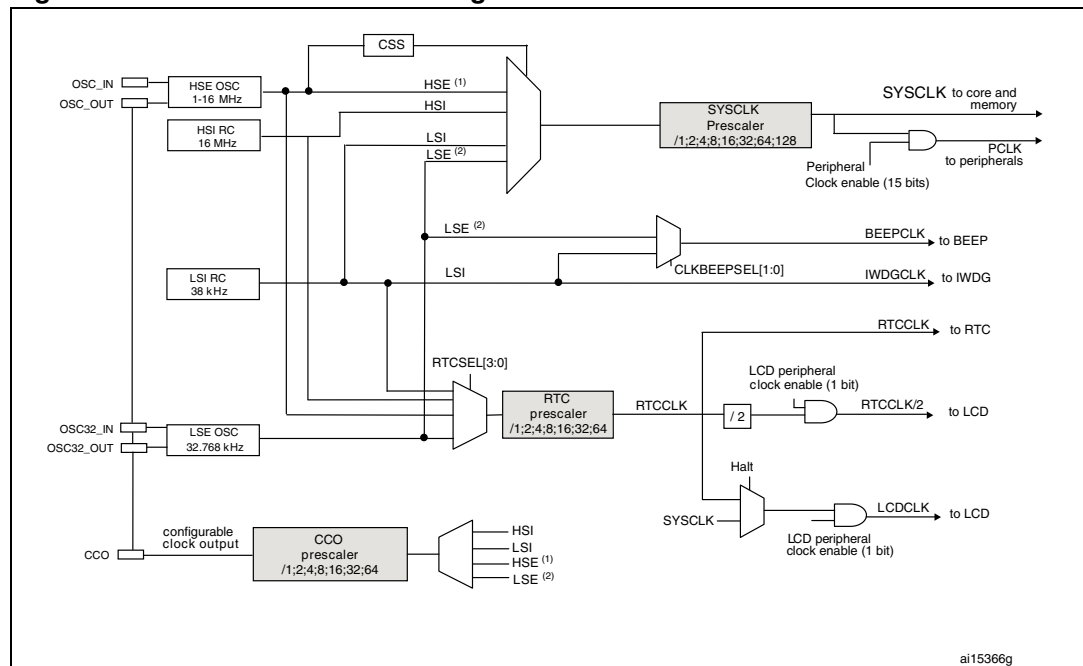 CSS
OSC_IN
OSC_OUT
HSE OSC
1-16 MHz
HSE (1)
HSI RC
16 MHz
HSI
LSI
LSE (2)
SYSCLK
Prescaler
/1;2;4;8;16;32;64;128
SYSCLK to core and
memory
PCLK
to peripherals
Peripheral
Clock enable (15 bits)
LSE (2)
BEEPCLK
to BEEP
CLKBEEPSEL[1:0]
LSI RC
38 kHz
LSI
IWDGCLK
to IWDG
RTCCLK
to RTC
RTCSEL[3:0]
LCD peripheral
clock enable (1 bit)
RTC
prescaler
/1;2;4;8;16;32;64
RTCCLK
/ 2
RTCCLK/2
to LCD
OSC32_IN
OSC32_OUT
LSE OSC
32.768 kHz
Halt
SYSCLK
LCDCLK
to LCD
LCD peripheral
clock enable (1 bit)
CCO
configurable
clock output
CCO
prescaler
/1;2;4;8;16;32;64
HSI
LSI
HSE (1)
LSE (2)
ai15366g